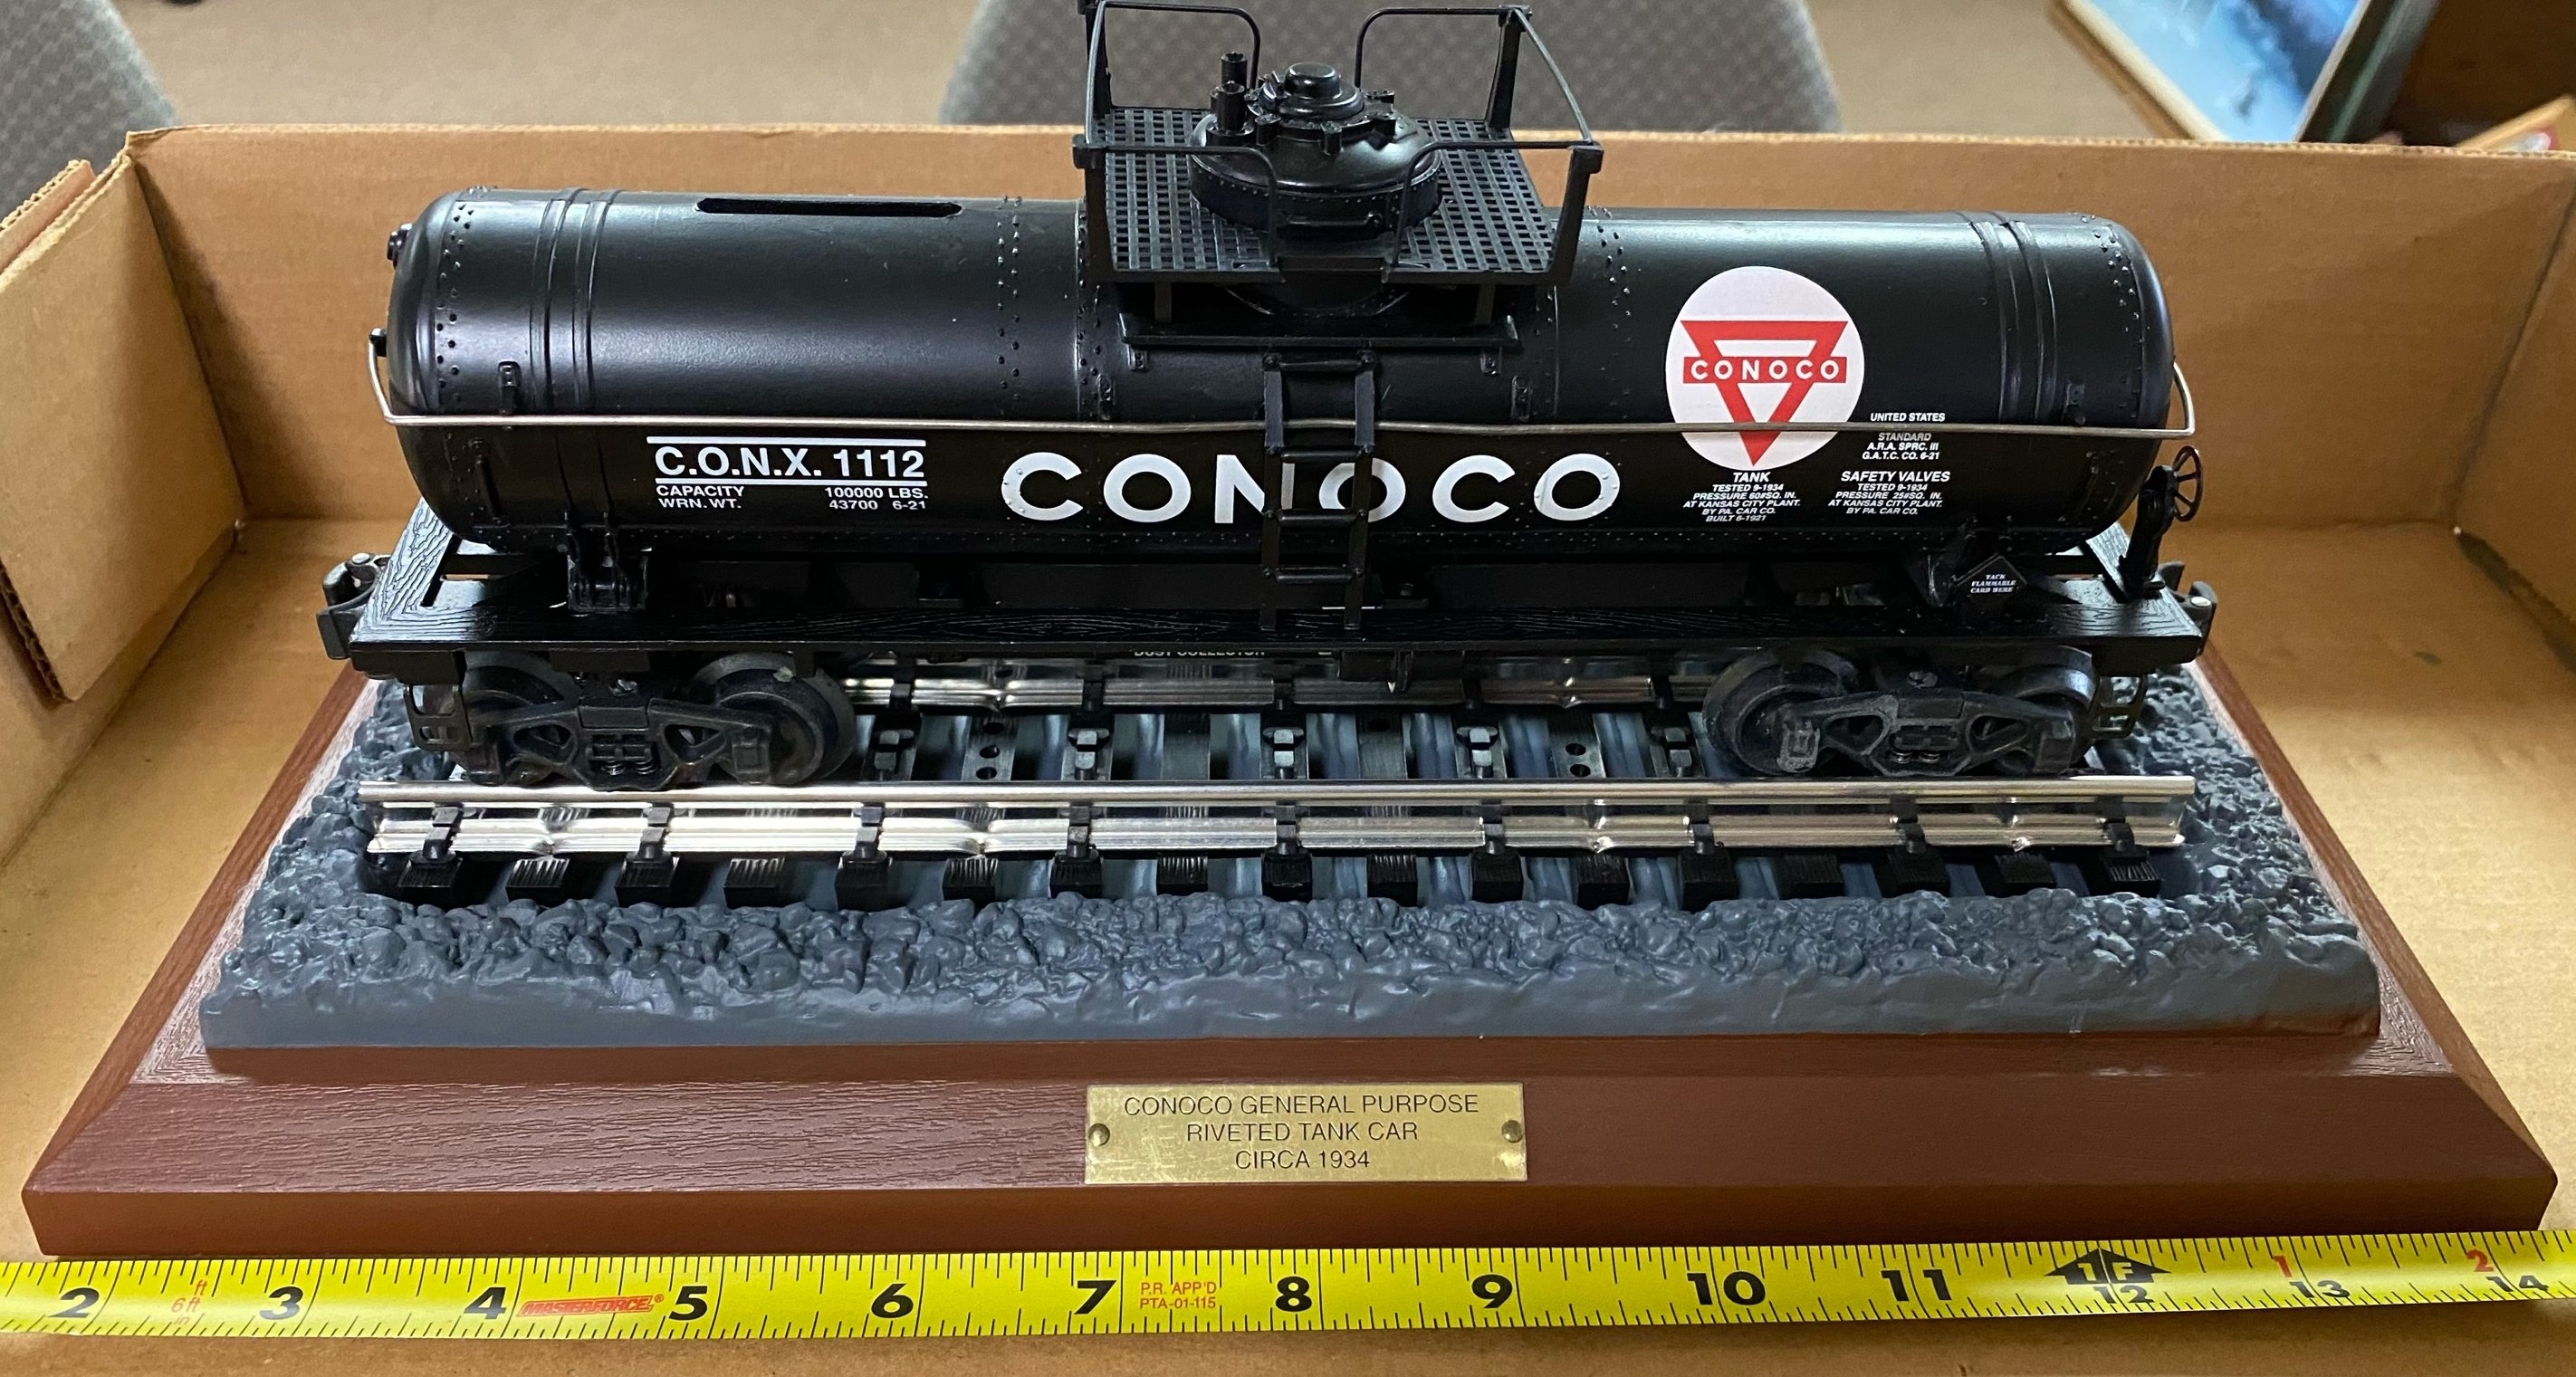 CONOCO
UNITED STATES
STANDARD
A.R.A. SPRC. III
G.A.T.C. CO. 6-21
C.O.N.X. 1112
CAPACITY 100000 LBS.
WRN. WT. 43700 6-21
CONOCO
TANK
TESTED 9-1934
PRESSURE 60#SQ. IN.
AT KANSAS CITY PLANT.
BY PA. CAR CO.
BUILT 6-1921
SAFETY VALVES
TESTED 9-1934
PRESSURE 25#SQ. IN.
AT KANSAS CITY PLANT.
BY PA. CAR CO.
TACK
FLAMMABLE
CARD HERE
DUST COLLECTOR
CONOCO GENERAL PURPOSE
RIVETED TANK CAR
CIRCA 1934
2 6ft 3 4 MASTERFORCE® 5 6 7 P.R. APP'D 8 9 10 11 1F 12 1 13 2 14
PTA-01-115